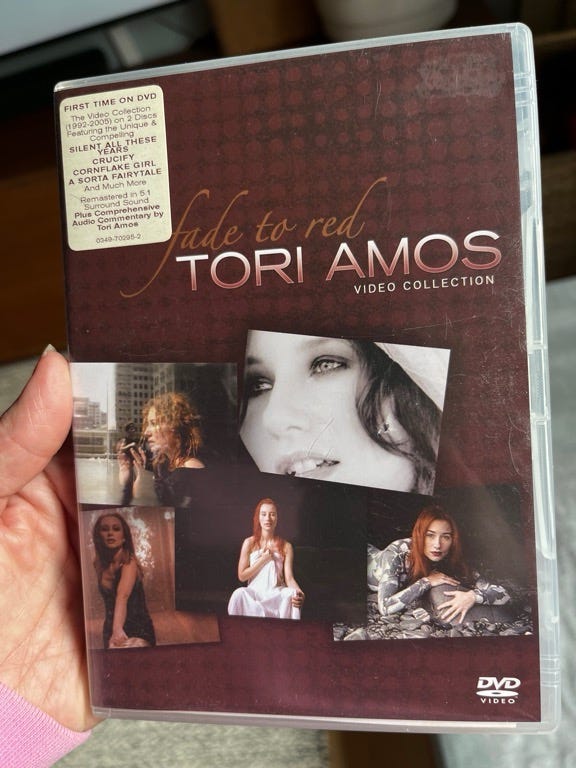 FIRST TIME ON DVD
The Video Collection
(1992-2005) on 2 Discs
Featuring the Unique &
Compelling
SILENT ALL THESE
YEARS
CRUCIFY
CORNFLAKE GIRL
A SORTA FAIRYTALE
And Much More
Remastered in 5.1
Surround Sound
Plus Comprehensive
Audio Commentary by
Tori Amos
0349-70295-2
fade to red
TORI AMOS
VIDEO COLLECTION
DVD
VIDEO